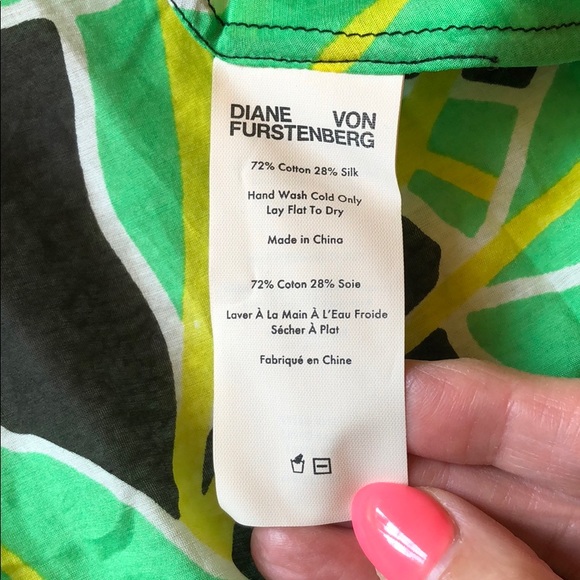 DIANE VON
FURSTENBERG
72% Cotton 28% Silk
Hand Wash Cold Only
Lay Flat To Dry
Made in China
72% Coton 28% Soie
Laver À La Main À L'Eau Froide
Sécher À Plat
Fabriqué en Chine